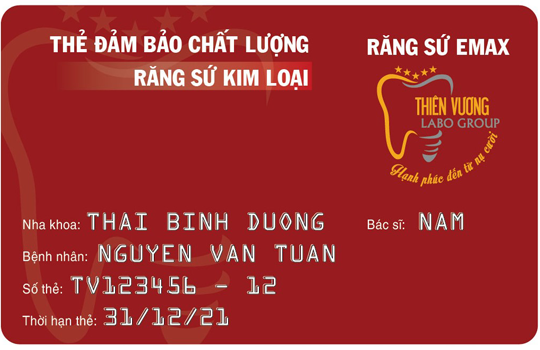 THẺ ĐẢM BẢO CHẤT LƯỢNG
RĂNG SỨ KIM LOẠI
RĂNG SỨ EMAX
THIÊN VƯƠNG
LABO GROUP
Hạnh phúc đến từ nụ cười
Nha khoa: THAI BINH DUONG
Bác sĩ: NAM
Bệnh nhân: NGUYEN VAN TUAN
Số thẻ: TV123456 - 12
Thời hạn thẻ: 31/12/21